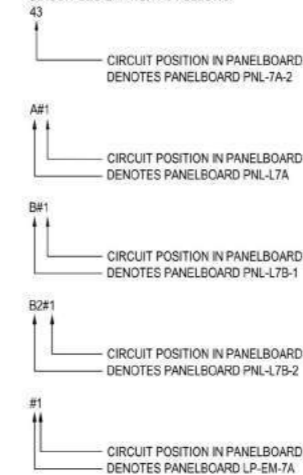 43
CIRCUIT POSITION IN PANELBOARD
DENOTES PANELBOARD PNL-7A-2
A#1
CIRCUIT POSITION IN PANELBOARD
DENOTES PANELBOARD PNL-L7A
B#1
CIRCUIT POSITION IN PANELBOARD
DENOTES PANELBOARD PNL-L7B-1
B2#1
CIRCUIT POSITION IN PANELBOARD
DENOTES PANELBOARD PNL-L7B-2
#1
CIRCUIT POSITION IN PANELBOARD
DENOTES PANELBOARD LP-EM-7A